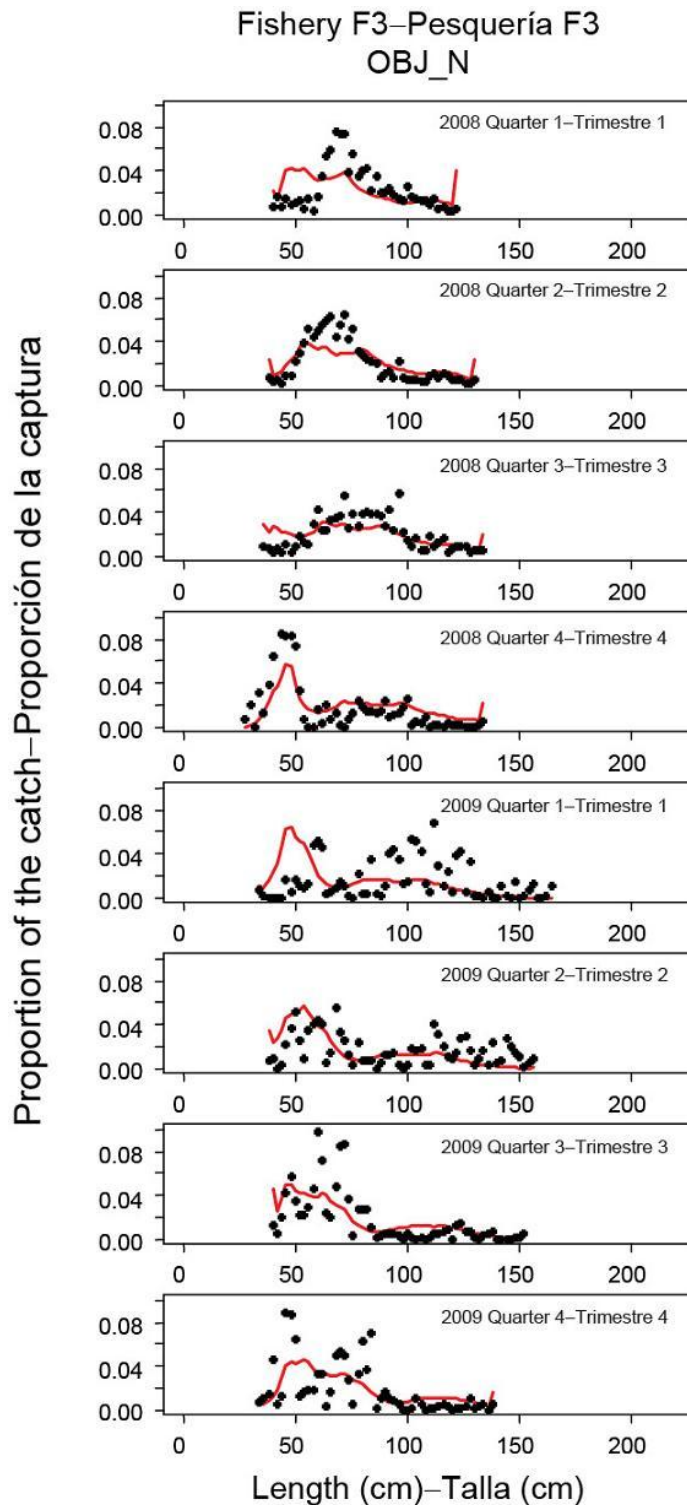 Fishery F3–Pesquería F3
OBJ_N
Proportion of the catch–Proporción de la captura
2008 Quarter 1–Trimestre 1
0.08
0.04
0.00
0 50 100 150 200
2008 Quarter 2–Trimestre 2
0.08
0.04
0.00
0 50 100 150 200
2008 Quarter 3–Trimestre 3
0.08
0.04
0.00
0 50 100 150 200
2008 Quarter 4–Trimestre 4
0.08
0.04
0.00
0 50 100 150 200
2009 Quarter 1–Trimestre 1
0.08
0.04
0.00
0 50 100 150 200
2009 Quarter 2–Trimestre 2
0.08
0.04
0.00
0 50 100 150 200
2009 Quarter 3–Trimestre 3
0.08
0.04
0.00
0 50 100 150 200
2009 Quarter 4–Trimestre 4
0.08
0.04
0.00
0 50 100 150 200
Length (cm)–Talla (cm)